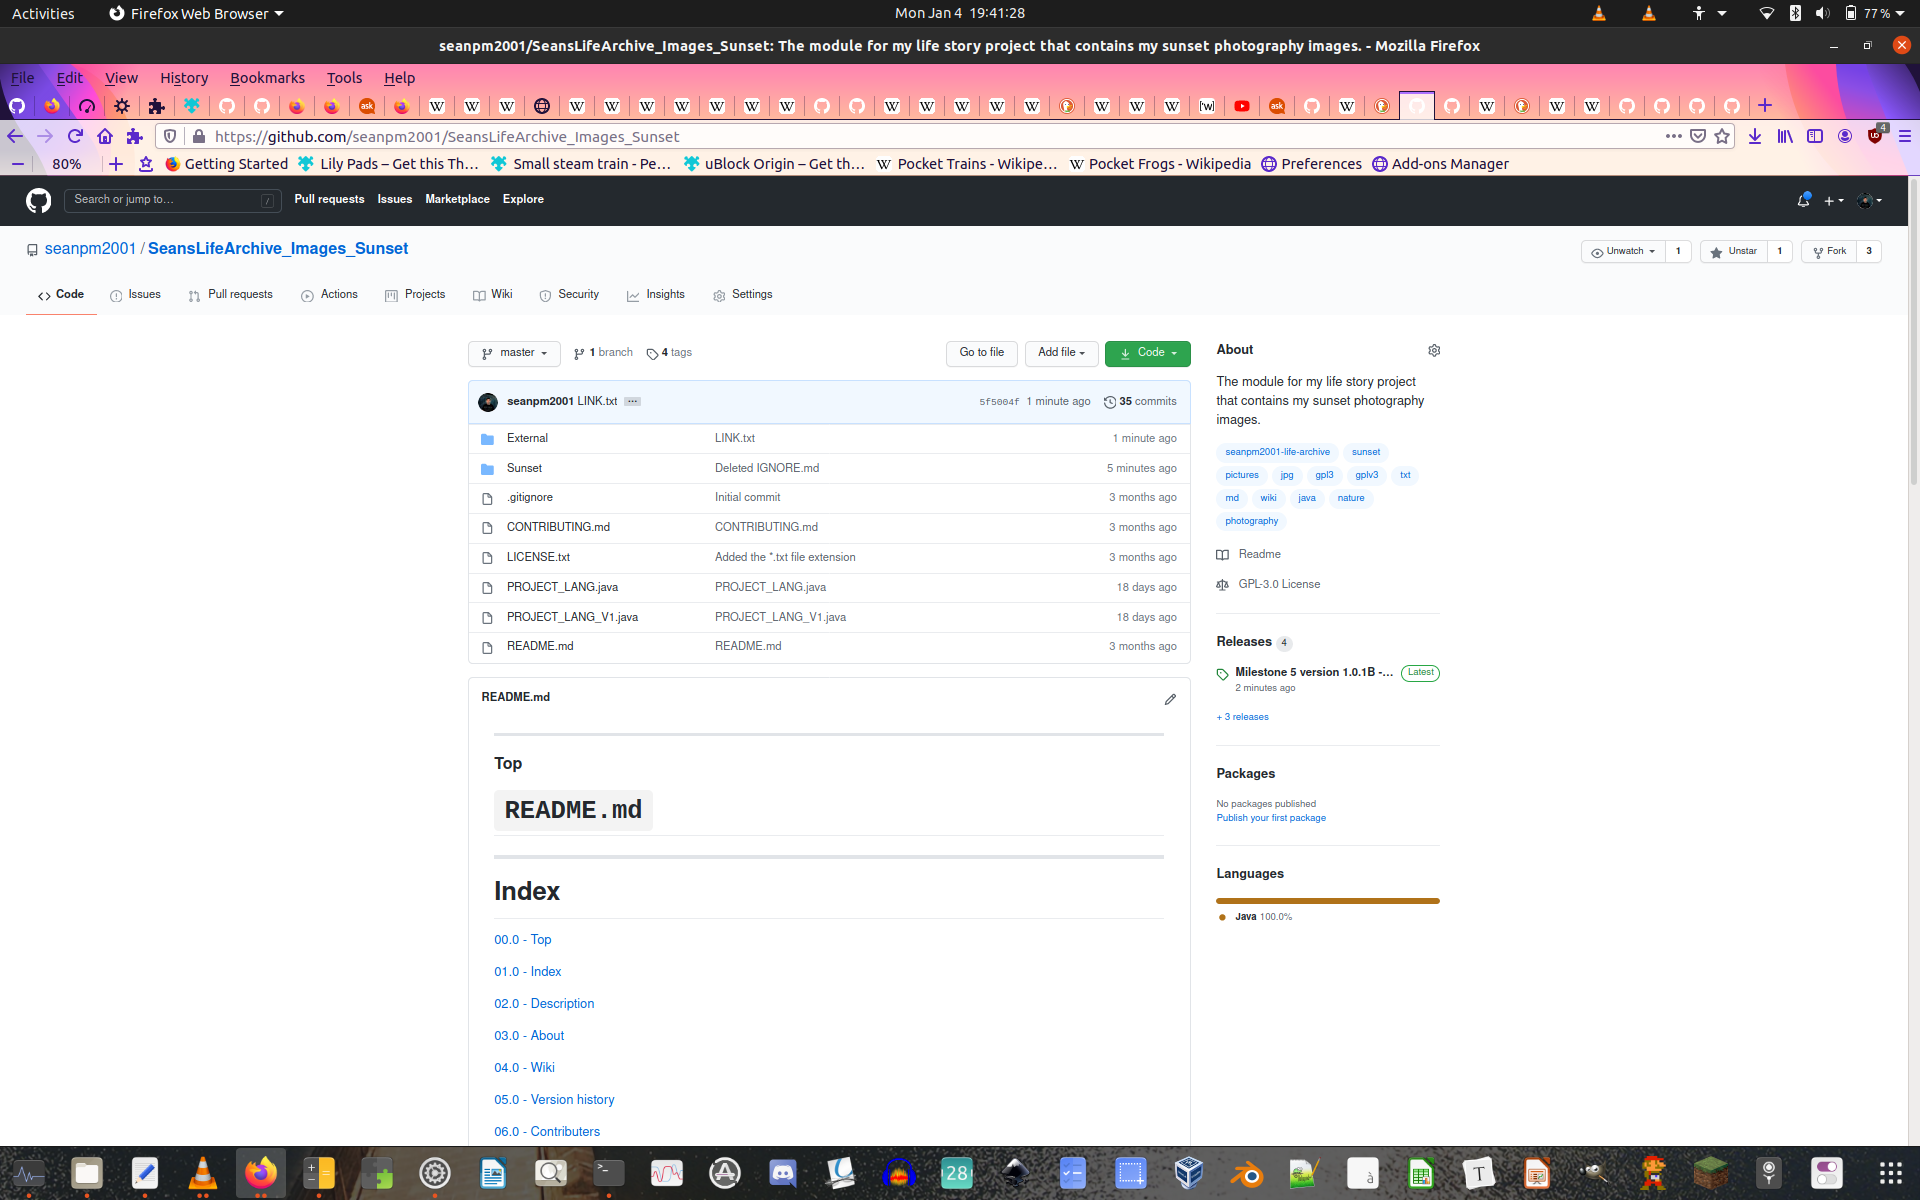 Activities Firefox Web Browser Mon Jan 4 19:41:28 77 %
seanpm2001/SeansLifeArchive_Images_Sunset: The module for my life story project that contains my sunset photography images. - Mozilla Firefox
File Edit View History Bookmarks Tools Help
https://github.com/seanpm2001/SeansLifeArchive_Images_Sunset 4
80% Getting Started Lily Pads – Get this Th… Small steam train - Pe… uBlock Origin – Get th… Pocket Trains - Wikipe… Pocket Frogs - Wikipedia Preferences Add-ons Manager
Search or jump to… / Pull requests Issues Marketplace Explore
seanpm2001 / SeansLifeArchive_Images_Sunset Unwatch 1 Unstar 1 Fork 3
Code Issues Pull requests Actions Projects Wiki Security Insights Settings
master 1 branch 4 tags Go to file Add file Code
seanpm2001 LINK.txt ... 5f5004f 1 minute ago 35 commits
External LINK.txt 1 minute ago
Sunset Deleted IGNORE.md 5 minutes ago
.gitignore Initial commit 3 months ago
CONTRIBUTING.md CONTRIBUTING.md 3 months ago
LICENSE.txt Added the *.txt file extension 3 months ago
PROJECT_LANG.java PROJECT_LANG.java 18 days ago
PROJECT_LANG_V1.java PROJECT_LANG_V1.java 18 days ago
README.md README.md 3 months ago
README.md
Top
README.md
Index
00.0 - Top
01.0 - Index
02.0 - Description
03.0 - About
04.0 - Wiki
05.0 - Version history
06.0 - Contributers
About
The module for my life story project
that contains my sunset photography
images.
seanpm2001-life-archive sunset
pictures jpg gpl3 gplv3 txt
md wiki java nature
photography
Readme
GPL-3.0 License
Releases 4
Milestone 5 version 1.0.1B -... Latest
2 minutes ago
+ 3 releases
Packages
No packages published
Publish your first package
Languages
Java 100.0%
28